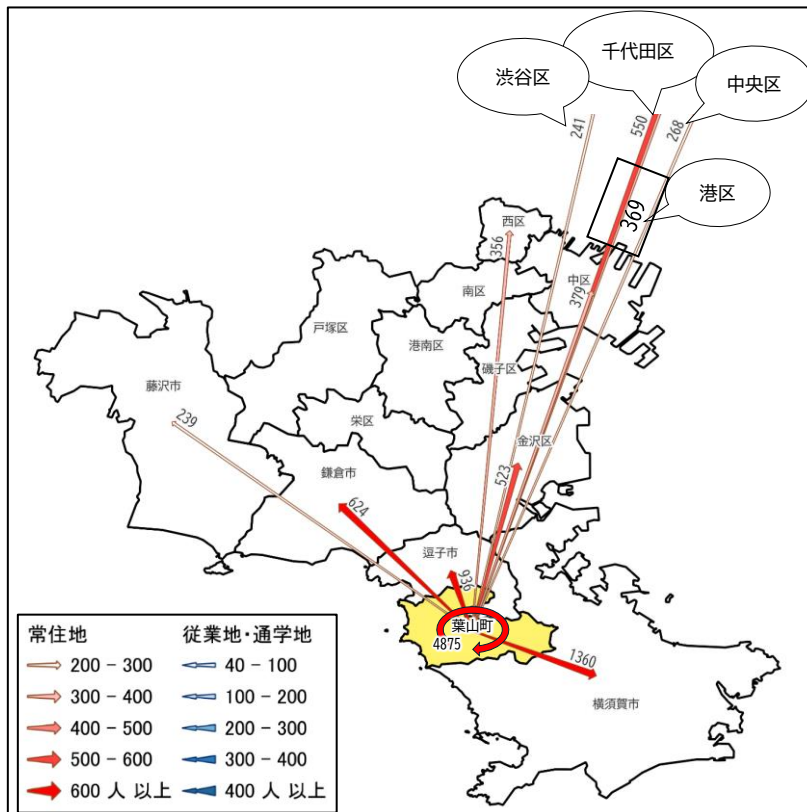 渋谷区
千代田区
中央区
241
550
268
港区
369
西区
356
中区
379
南区
戸塚区
港南区
磯子区
藤沢市
239
栄区
金沢区
523
鎌倉市
624
逗子市
936
葉山町
4875
1360
横須賀市
常住地
従業地・通学地
200 - 300
40 - 100
300 - 400
100 - 200
400 - 500
200 - 300
500 - 600
300 - 400
600 人 以上
400 人 以上